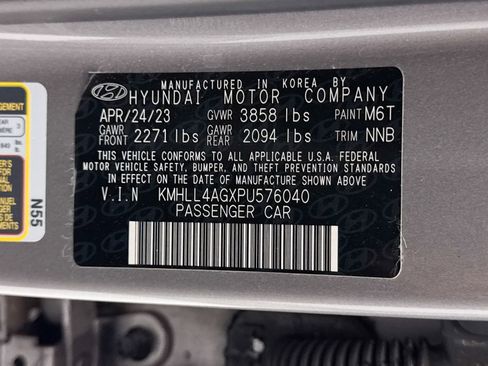 MANUFACTURED IN KOREA BY
HYUNDAI MOTOR COMPANY
APR/24/23 GVWR 3858 lbs PAINT M6T
GAWR FRONT 2271 lbs GAWR REAR 2094 lbs TRIM NNB
THIS VEHICLE CONFORMS TO ALL APPLICABLE U.S.A. FEDERAL
MOTOR VEHICLE SAFETY, BUMPER, AND THEFT PREVENTION STANDARDS
IN EFFECT ON THE DATE OF MANUFACTURE SHOWN ABOVE.
V.I.N KMHLL4AGXPU576040
PASSENGER CAR
N55